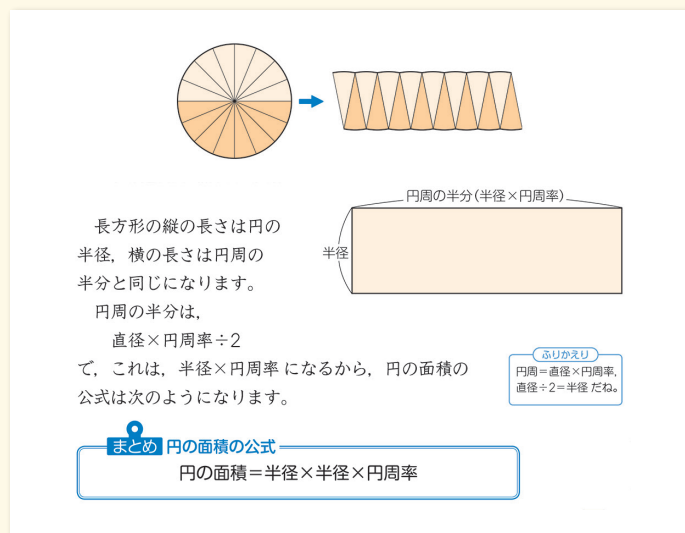 円周の半分(半径×円周率)
半径
長方形の縦の長さは円の
半径，横の長さは円周の
半分と同じになります。
円周の半分は，
直径×円周率÷2
で，これは，半径×円周率 になるから，円の面積の
公式は次のようになります。
ふりかえり
円周＝直径×円周率，
直径÷2＝半径 だね。
まとめ 円の面積の公式
円の面積＝半径×半径×円周率